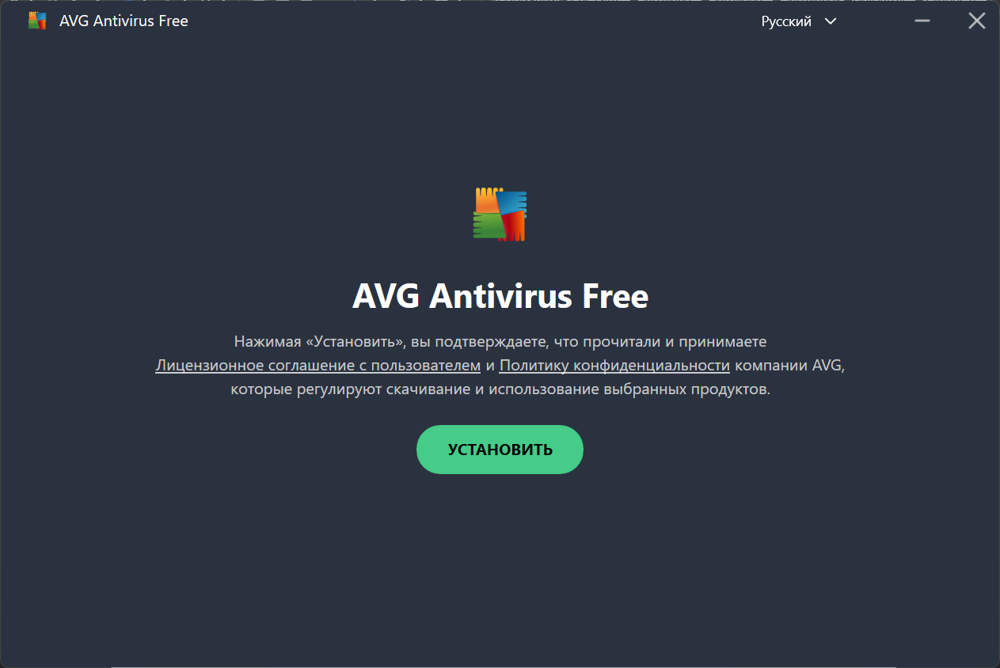 AVG Antivirus Free
Русский
AVG Antivirus Free
Нажимая «Установить», вы подтверждаете, что прочитали и принимаете
Лицензионное соглашение с пользователем и Политику конфиденциальности компании AVG,
которые регулируют скачивание и использование выбранных продуктов.
УСТАНОВИТЬ